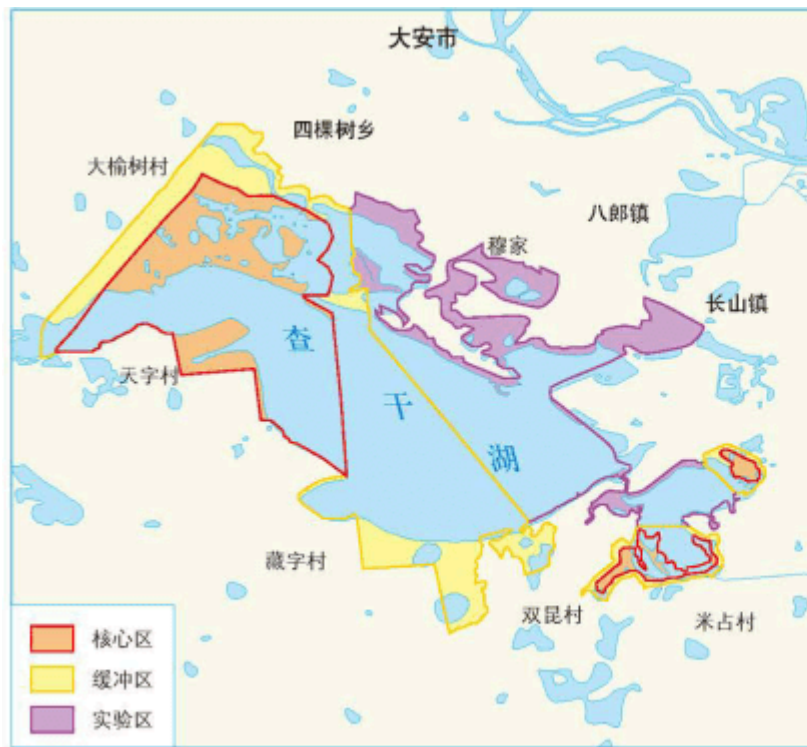 大安市
四棵树乡
大榆树村
八郎镇
穆家
长山镇
查
干
湖
天字村
藏字村
双昆村
米占村
核心区
缓冲区
实验区